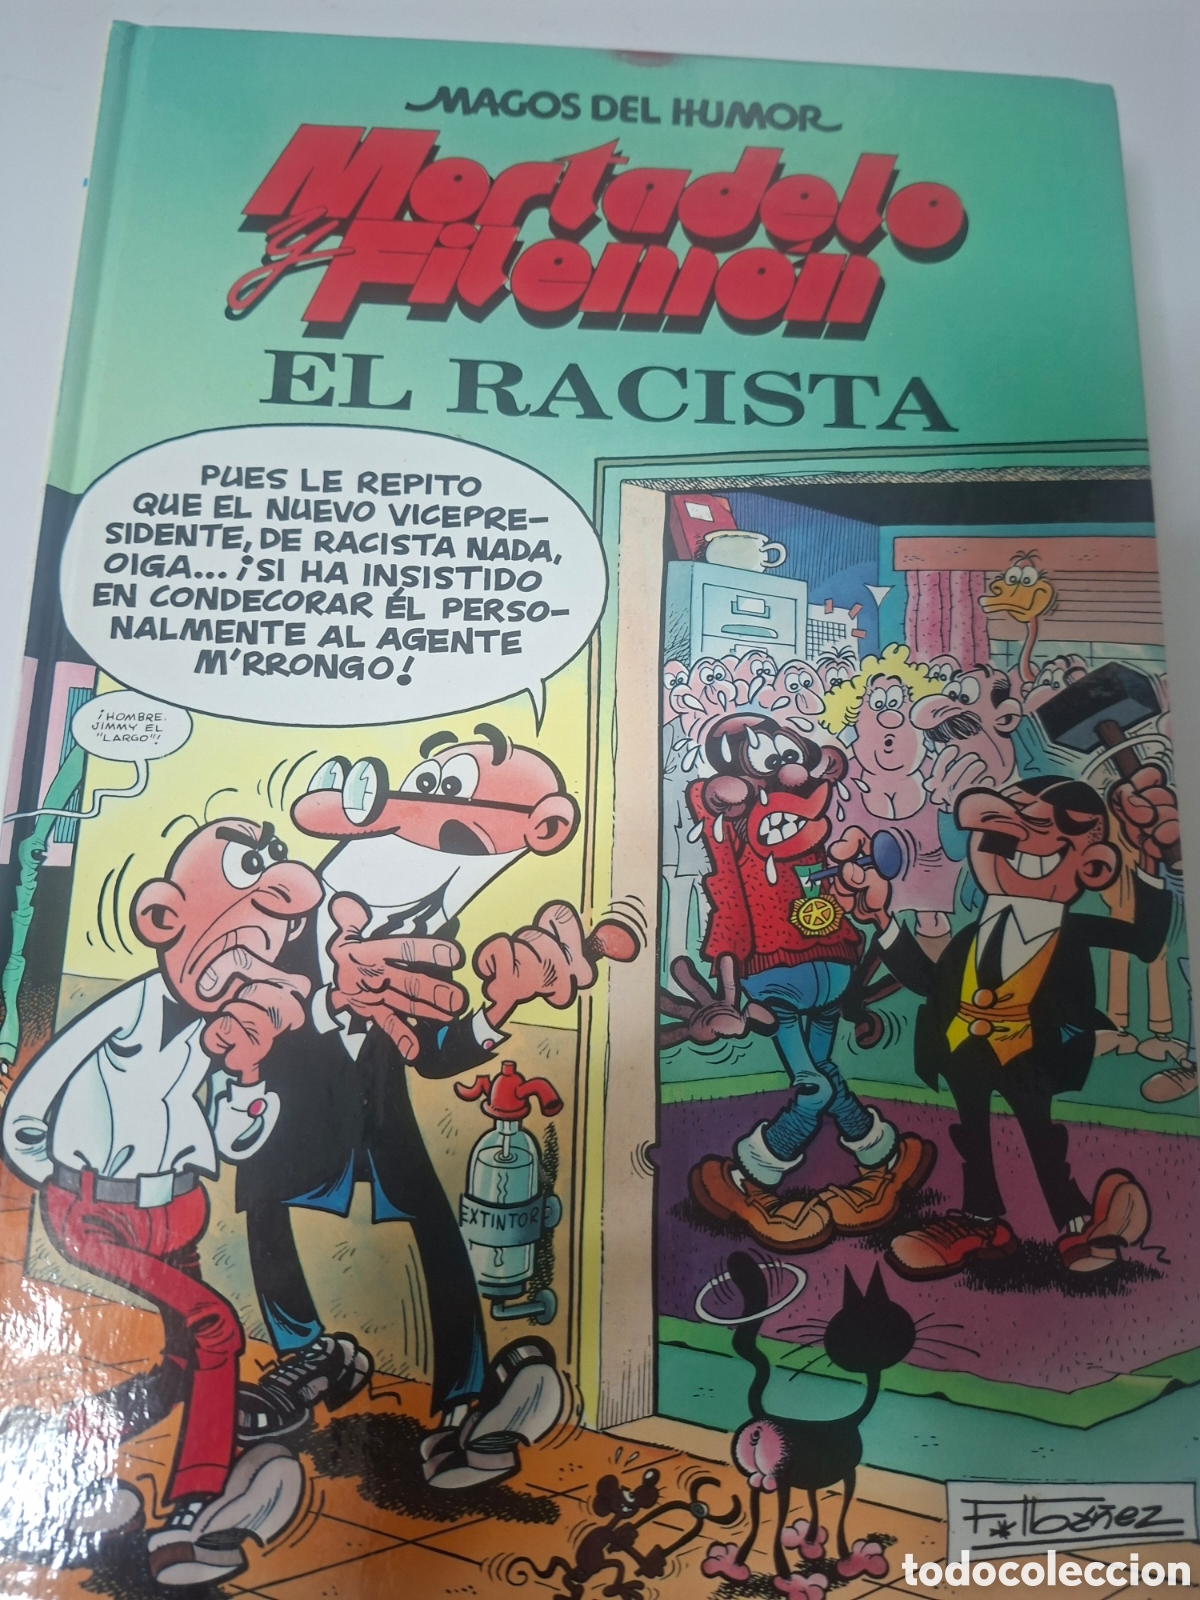 MAGOS DEL HUMOR
Mortadelo
y Filemón
EL RACISTA
PUES LE REPITO
QUE EL NUEVO VICEPRE-
SIDENTE, DE RACISTA NADA,
OIGA... ¡SI HA INSISTIDO
EN CONDECORAR ÉL PERSO-
NALMENTE AL AGENTE
M'RRONGO!
¡HOMBRE,
JIMMY EL
"LARGO"!
EXTINTOR
F. Ibáñez
todocoleccion